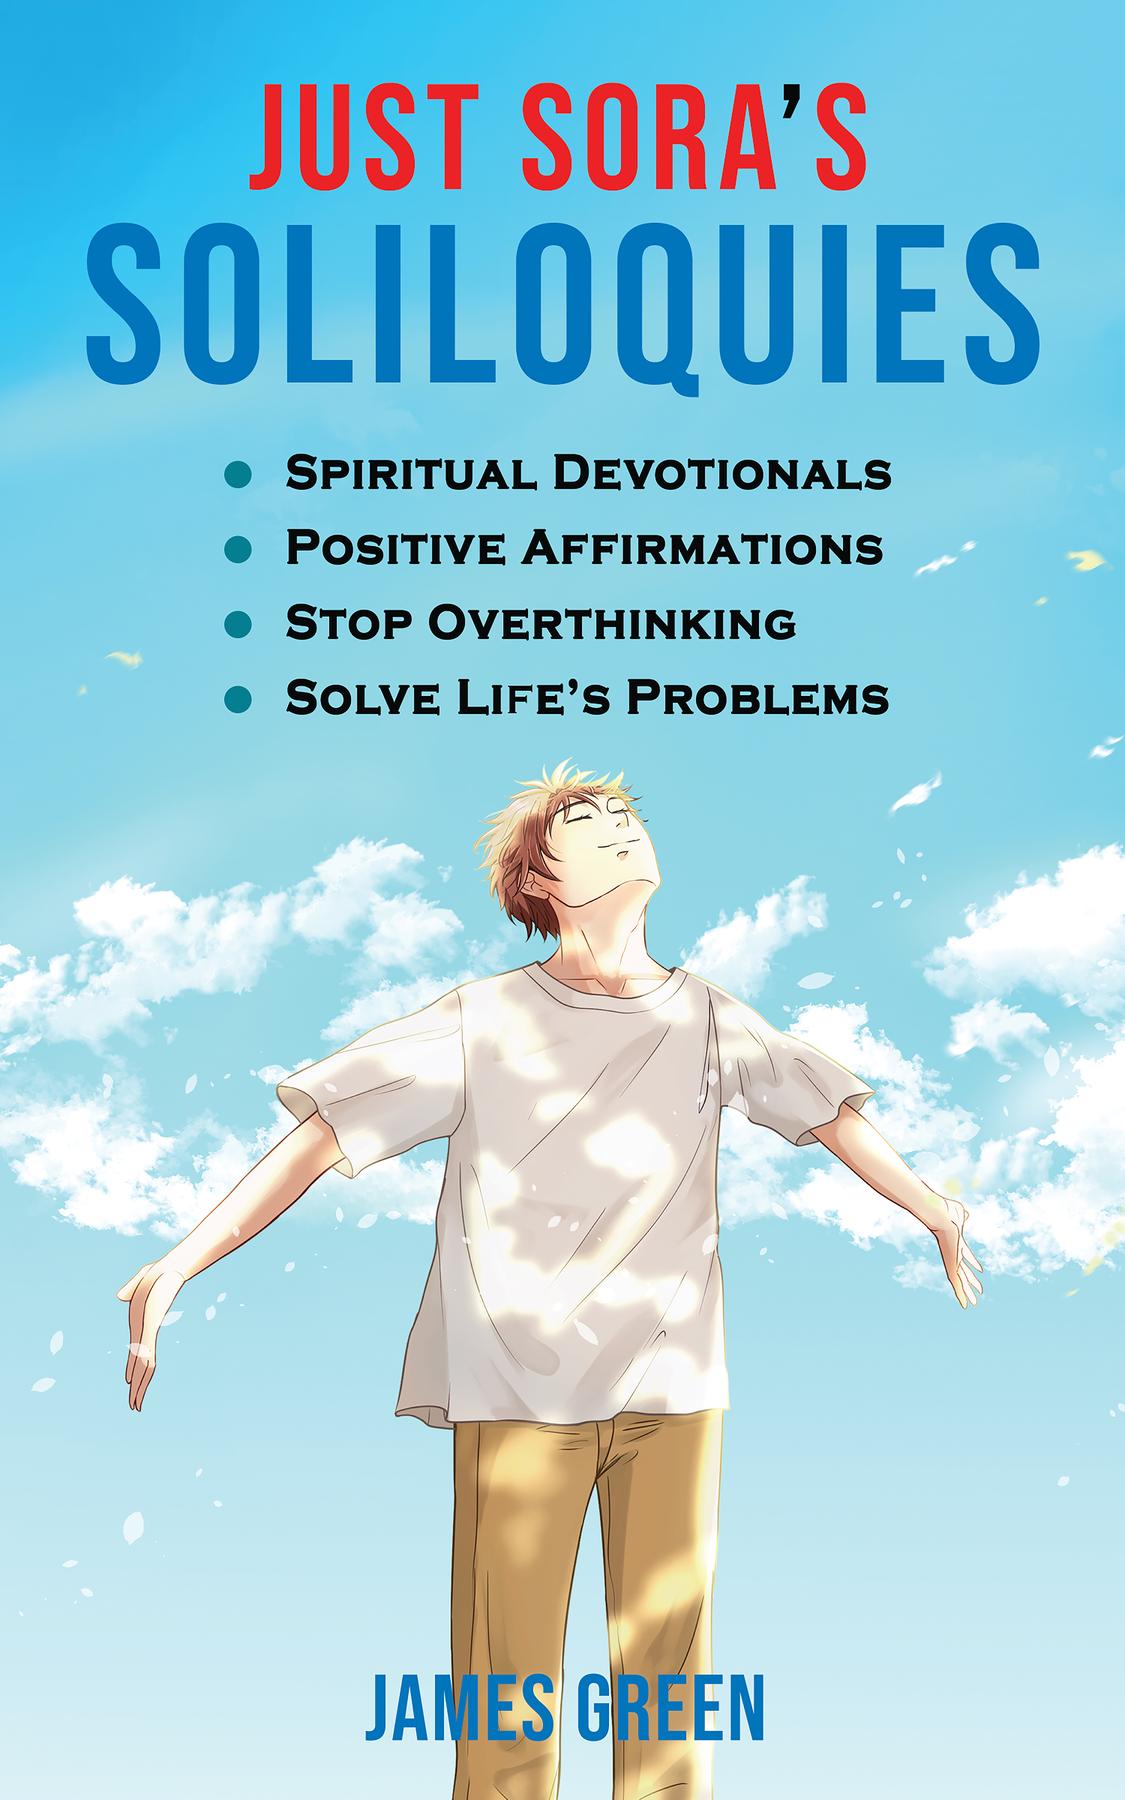 JUST SORA’S
SOLILOQUIES
SPIRITUAL DEVOTIONALS
POSITIVE AFFIRMATIONS
STOP OVERTHINKING
SOLVE LIFE’S PROBLEMS
JAMES GREEN